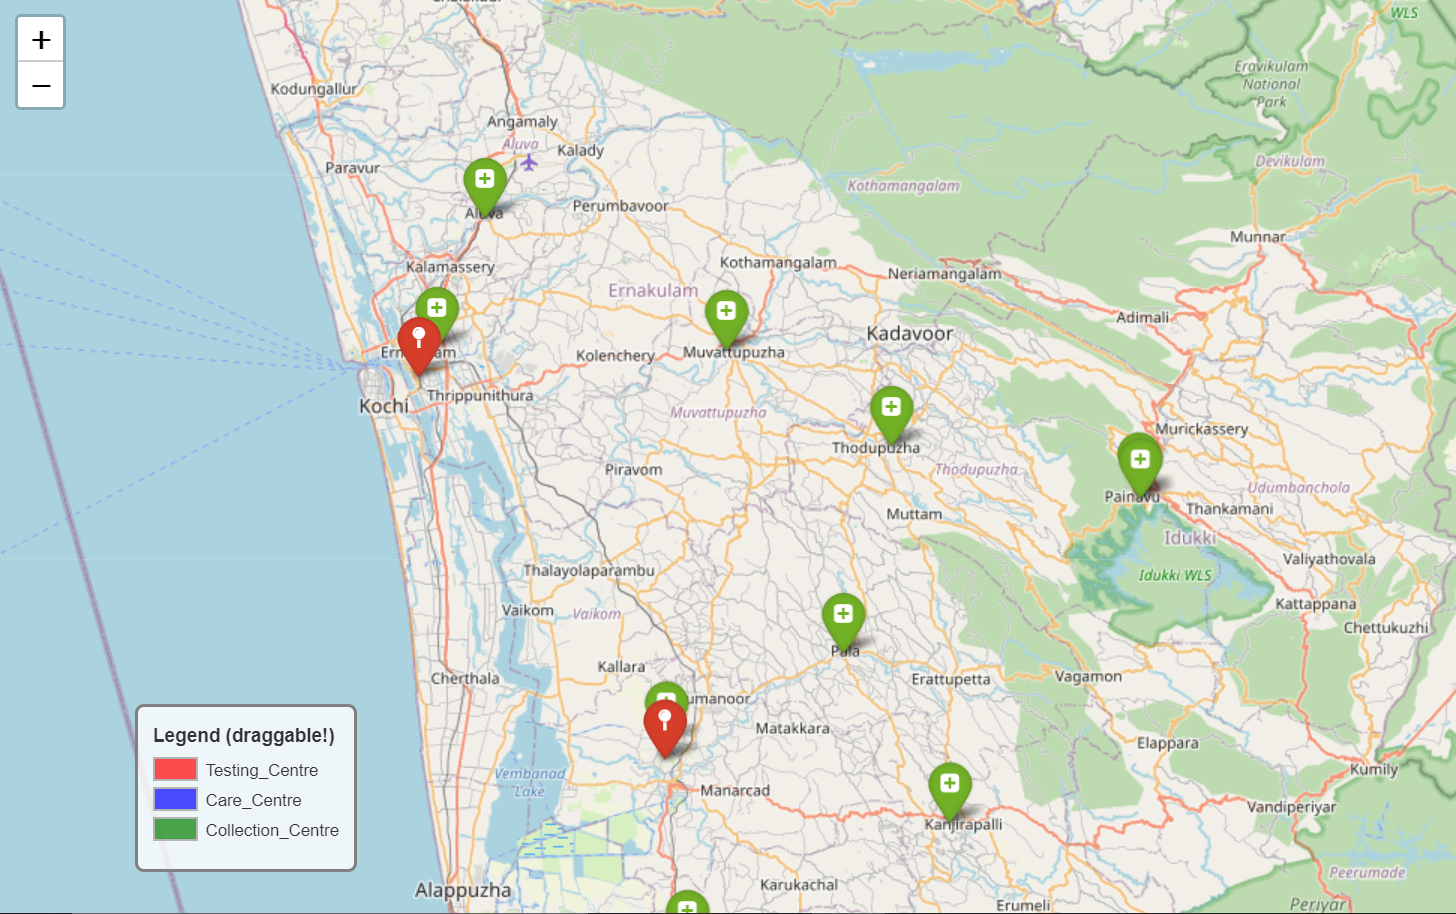 +
−
WLS
Eravikulam
National
Park
Kodungallur
Angamaly
Aluva
Kalady
Paravur
Devikulam
Kothamangalam
Perumbavoor
Aluva
Munnar
Kalamassery
Kothamangalam
Neriamangalam
Ernakulam
Adimali
Kadavoor
Kolenchery
Muvattupuzha
Thrippunithura
Kochi
Muvattupuzha
Murickassery
Thodupuzha
Piravom
Thodupuzha
Udumbanchola
Painavu
Thankamani
Muttam
Idukki
Valiyathovala
Thalayolaparambu
Idukki WLS
Kattappana
Vaikom
Vaikom
Chettukuzhi
Pala
Kallara
Cherthala
Erattupetta
Vagamon
umanoor
Matakkara
Elappara
Kumily
Vembanad
Lake
Manarcad
Vandiperiyar
Kanjirapalli
Peerumade
Alappuzha
Karukachal
Erumeli
Periyar
Legend (draggable!)
Testing_Centre
Care_Centre
Collection_Centre